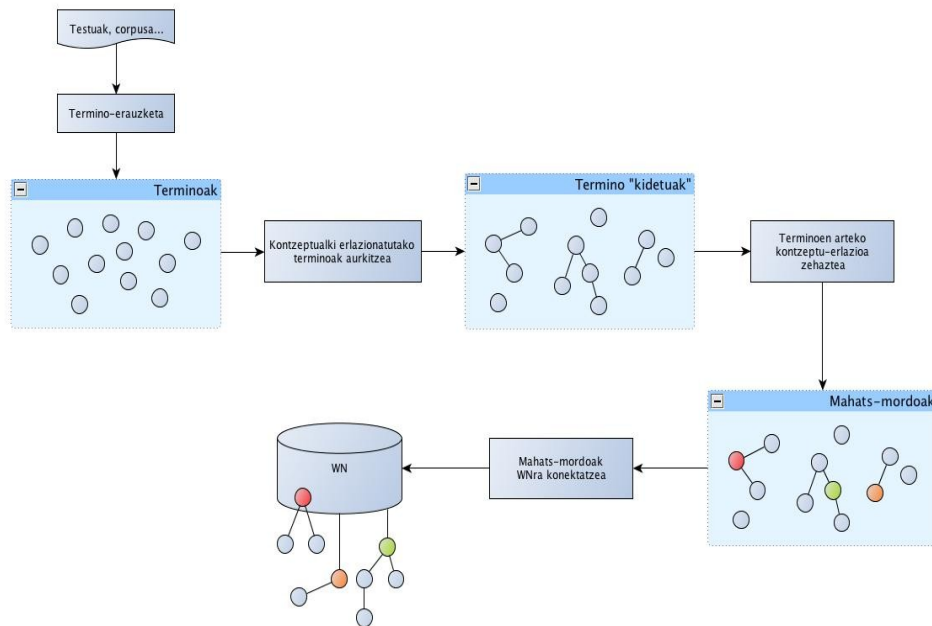 Testuak, corpusa...
Termino-erauzketa
Terminoak
Kontzeptualki erlazionatutako
terminoak aurkitzea
Termino "kidetuak"
Terminoen arteko
kontzeptu-erlazioa
zehaztea
Mahats-mordoak
Mahats-mordoak
WNra konektatzea
WN